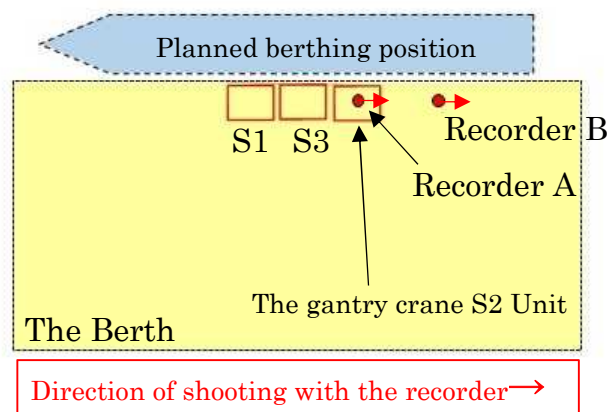 Planned berthing position
S1
S3
Recorder B
Recorder A
The gantry crane S2 Unit
The Berth
Direction of shooting with the recorder→